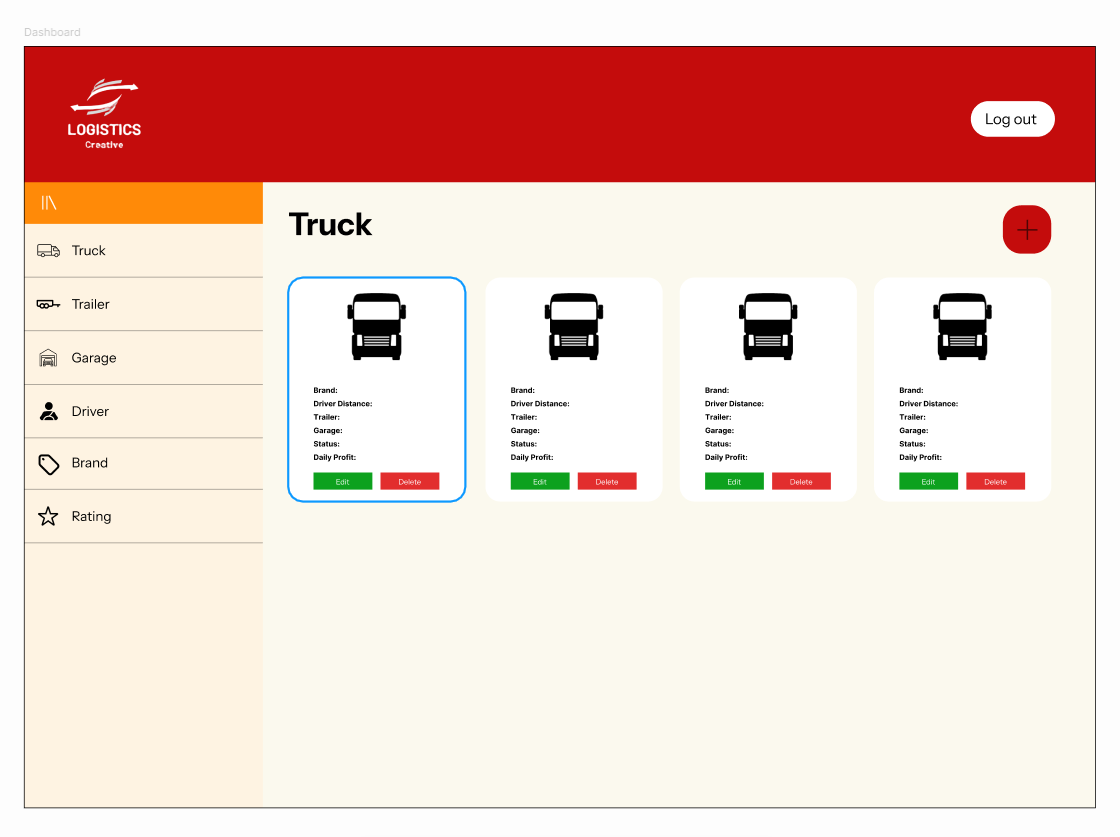 Dashboard
LOGISTICS
Creative
Log out
Truck
Trailer
Garage
Driver
Brand
Rating
Truck
Brand:
Driver Distance:
Trailer:
Garage:
Status:
Daily Profit:
Edit Delete
Brand:
Driver Distance:
Trailer:
Garage:
Status:
Daily Profit:
Edit Delete
Brand:
Driver Distance:
Trailer:
Garage:
Status:
Daily Profit:
Edit Delete
Brand:
Driver Distance:
Trailer:
Garage:
Status:
Daily Profit:
Edit Delete